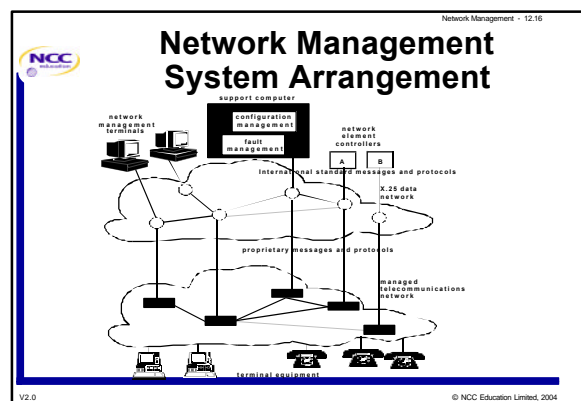 Network Management - 12.16
NCC
education
Network Management
System Arrangement
support computer
network
management
terminals
configuration
management
fault
management
network
element
controllers
A
B
International standard messages and protocols
X.25 data
network
proprietary messages and protocols
managed
telecommunications
network
terminal equipment
V2.0
© NCC Education Limited, 2004